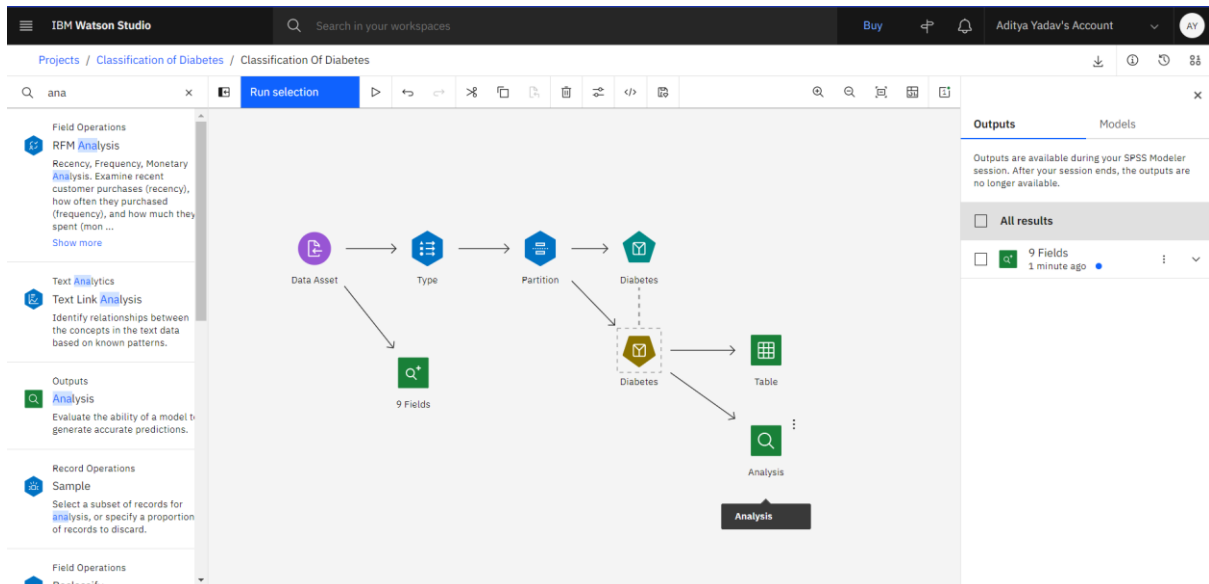 IBM Watson Studio
Search in your workspaces
Buy
Aditya Yadav's Account
AY
Projects / Classification of Diabetes / Classification Of Diabetes
ana
Run selection
Field Operations
RFM Analysis
Recency, Frequency, Monetary
Analysis. Examine recent
customer purchases (recency),
how often they purchased
(frequency), and how much they
spent (mon ...
Show more
Text Analytics
Text Link Analysis
Identify relationships between
the concepts in the text data
based on known patterns.
Outputs
Analysis
Evaluate the ability of a model t
generate accurate predictions.
Record Operations
Sample
Select a subset of records for
analysis, or specify a proportion
of records to discard.
Field Operations
Data Asset
Type
Partition
Diabetes
9 Fields
Diabetes
Table
Analysis
Analysis
Outputs
Models
Outputs are available during your SPSS Modeler
session. After your session ends, the outputs are
no longer available.
All results
9 Fields
1 minute ago